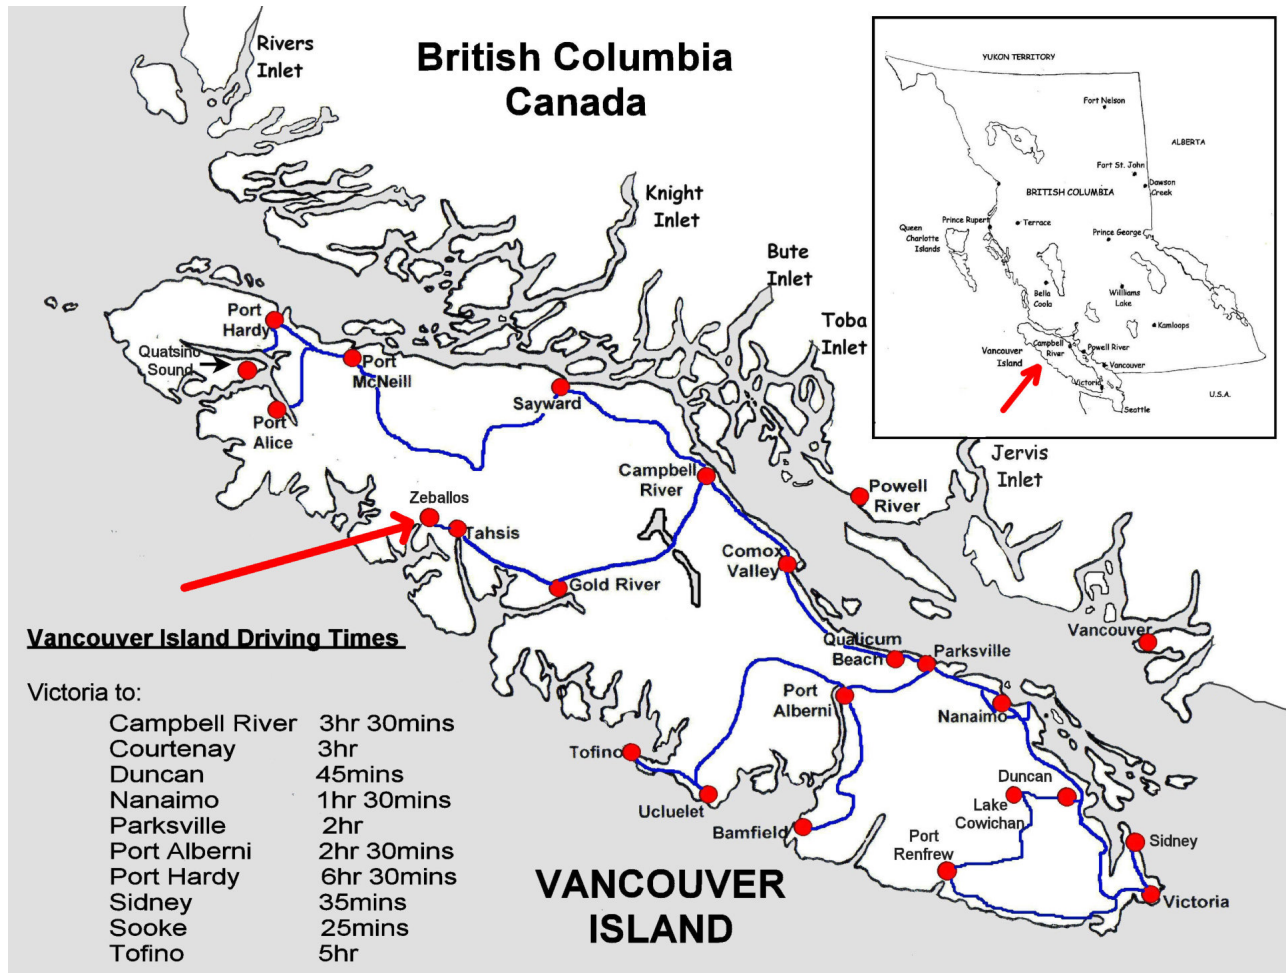 British Columbia
Canada
Rivers
Inlet
Knight
Inlet
Bute
Inlet
Toba
Inlet
Jervis
Inlet
YUKON TERRITORY
Fort Nelson
ALBERTA
Fort St. John
Dawson
Creek
BRITISH COLUMBIA
Prince Rupert
Terrace
Queen
Charlotte
Islands
Prince George
Bella
Coola
Williams
Lake
Kamloops
Campbell
River
Powell River
Vancouver
Island
Vancouver
Victoria
Seattle
U.S.A.
Port
Hardy
Quatsino
Sound
Port
McNeill
Port
Alice
Sayward
Campbell
River
Powell
River
Zeballos
Tahsis
Gold River
Comox
Valley
Qualicum
Beach
Parksville
Vancouver
Port
Alberni
Nanaimo
Tofino
Ucluelet
Bamfield
Duncan
Lake
Cowichan
Port
Renfrew
Sidney
Victoria
VANCOUVER
ISLAND
Vancouver Island Driving Times
Victoria to:
Campbell River 3hr 30mins
Courtenay 3hr
Duncan 45mins
Nanaimo 1hr 30mins
Parksville 2hr
Port Alberni 2hr 30mins
Port Hardy 6hr 30mins
Sidney 35mins
Sooke 25mins
Tofino 5hr